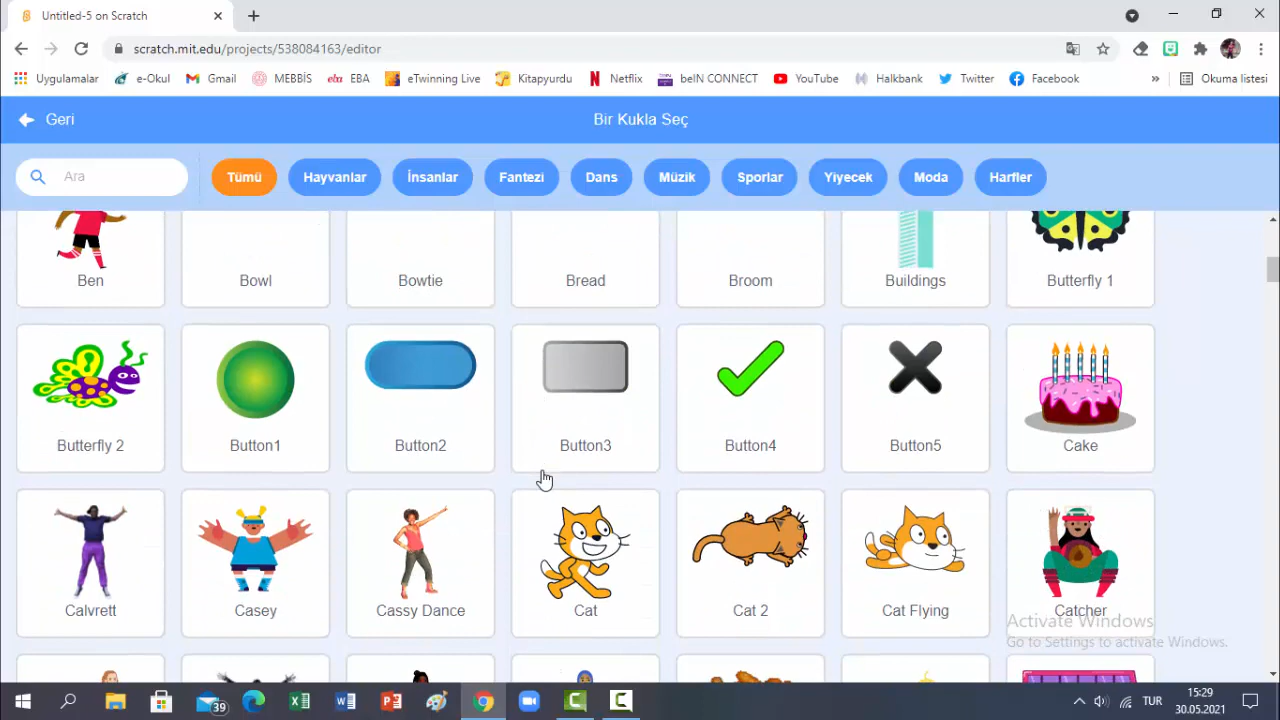 Untitled-5 on Scratch
scratch.mit.edu/projects/538084163/editor
Uygulamalar e-Okul Gmail MEBBİS eba EBA eTwinning Live Kitapyurdu Netflix beIN CONNECT YouTube Halkbank Twitter Facebook » Okuma listesi
Geri Bir Kukla Seç
Ara Tümü Hayvanlar İnsanlar Fantezi Dans Müzik Sporlar Yiyecek Moda Harfler
Ben Bowl Bowtie Bread Broom Buildings Butterfly 1
Butterfly 2 Button1 Button2 Button3 Button4 Button5 Cake
Calvrett Casey Cassy Dance Cat Cat 2 Cat Flying Catcher
Activate Windows
Go to Settings to activate Windows.
39 TUR 15:29
30.05.2021